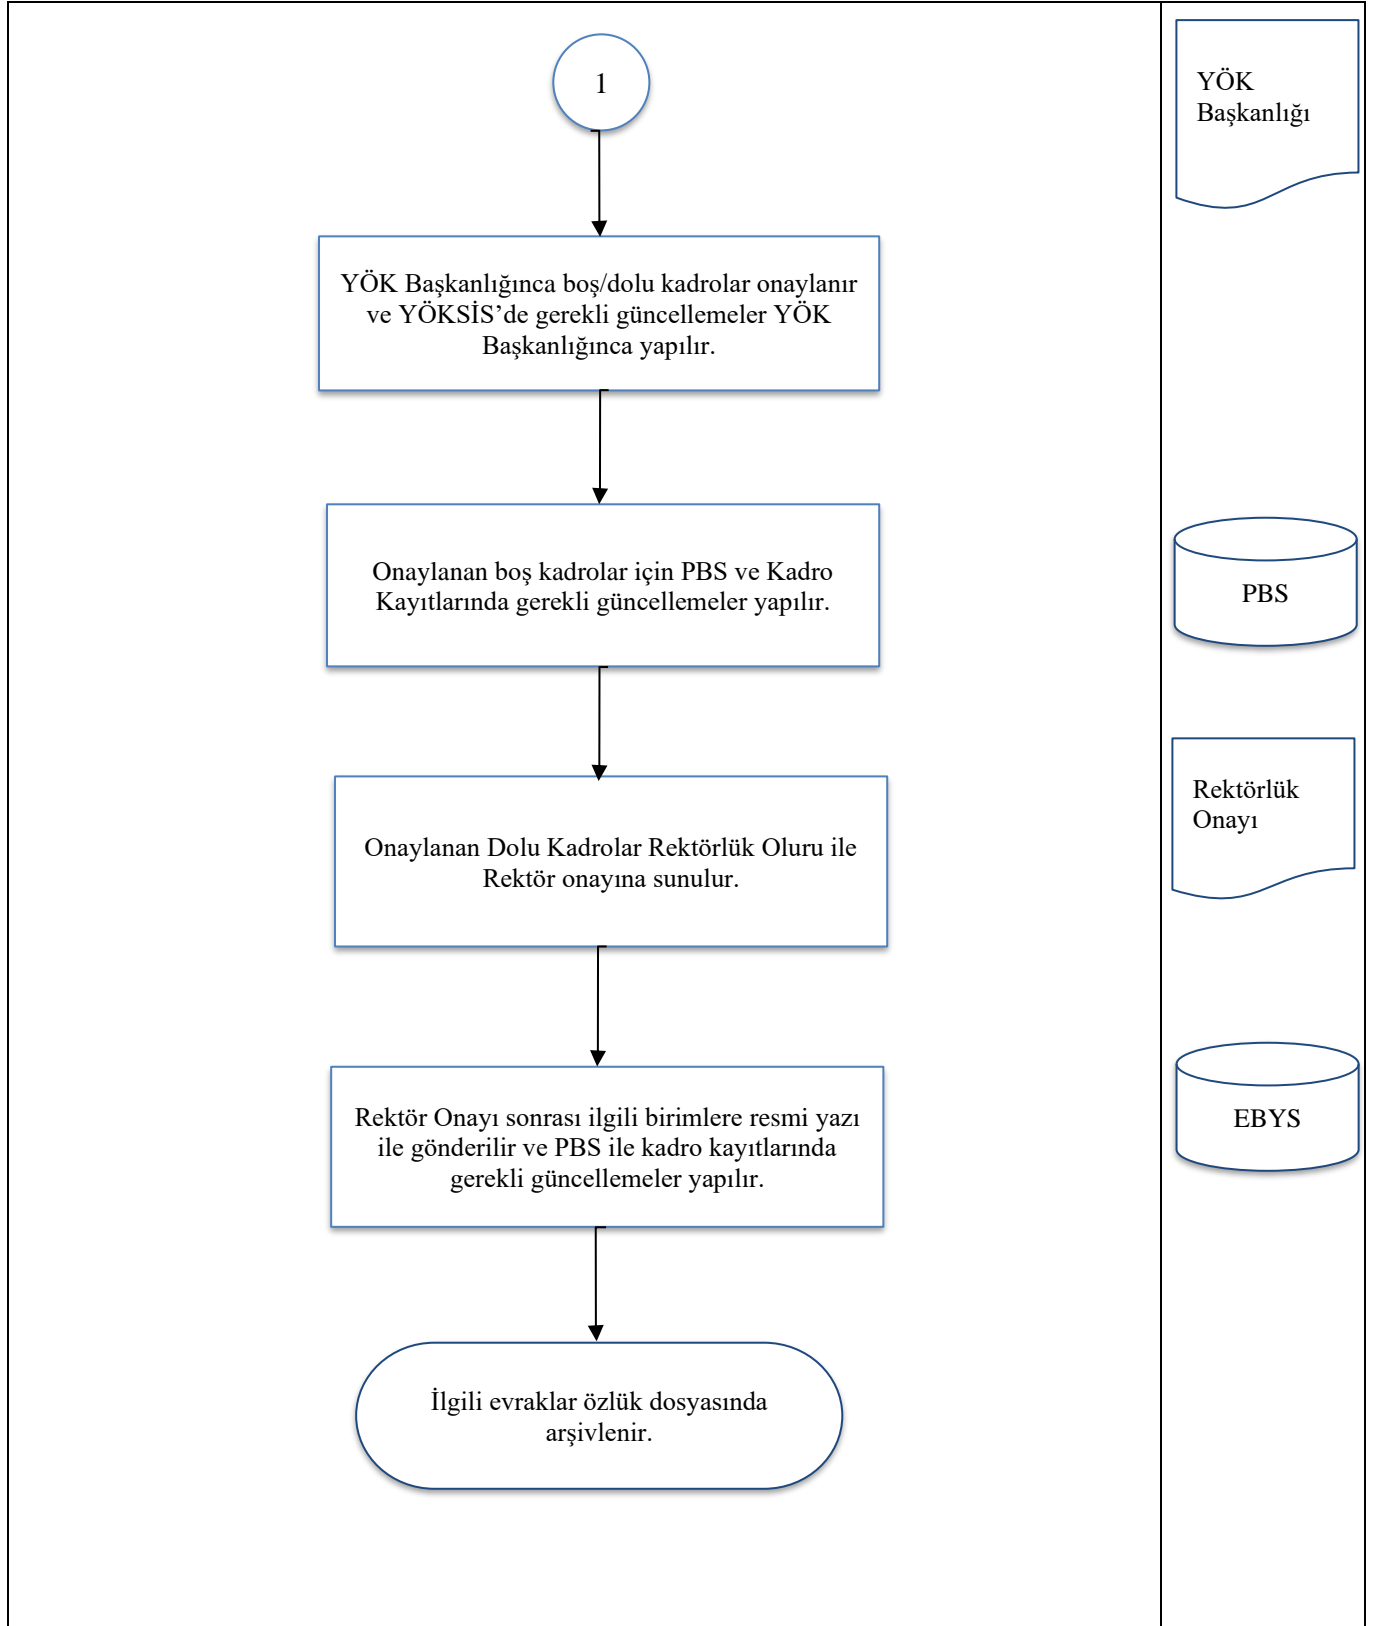 1
YÖK
Başkanlığı
YÖK Başkanlığınca boş/dolu kadrolar onaylanır
ve YÖKSİS’de gerekli güncellemeler YÖK
Başkanlığınca yapılır.
Onaylanan boş kadrolar için PBS ve Kadro
Kayıtlarında gerekli güncellemeler yapılır.
PBS
Onaylanan Dolu Kadrolar Rektörlük Oluru ile
Rektör onayına sunulur.
Rektörlük
Onayı
Rektör Onayı sonrası ilgili birimlere resmi yazı
ile gönderilir ve PBS ile kadro kayıtlarında
gerekli güncellemeler yapılır.
EBYS
İlgili evraklar özlük dosyasında
arşivlenir.